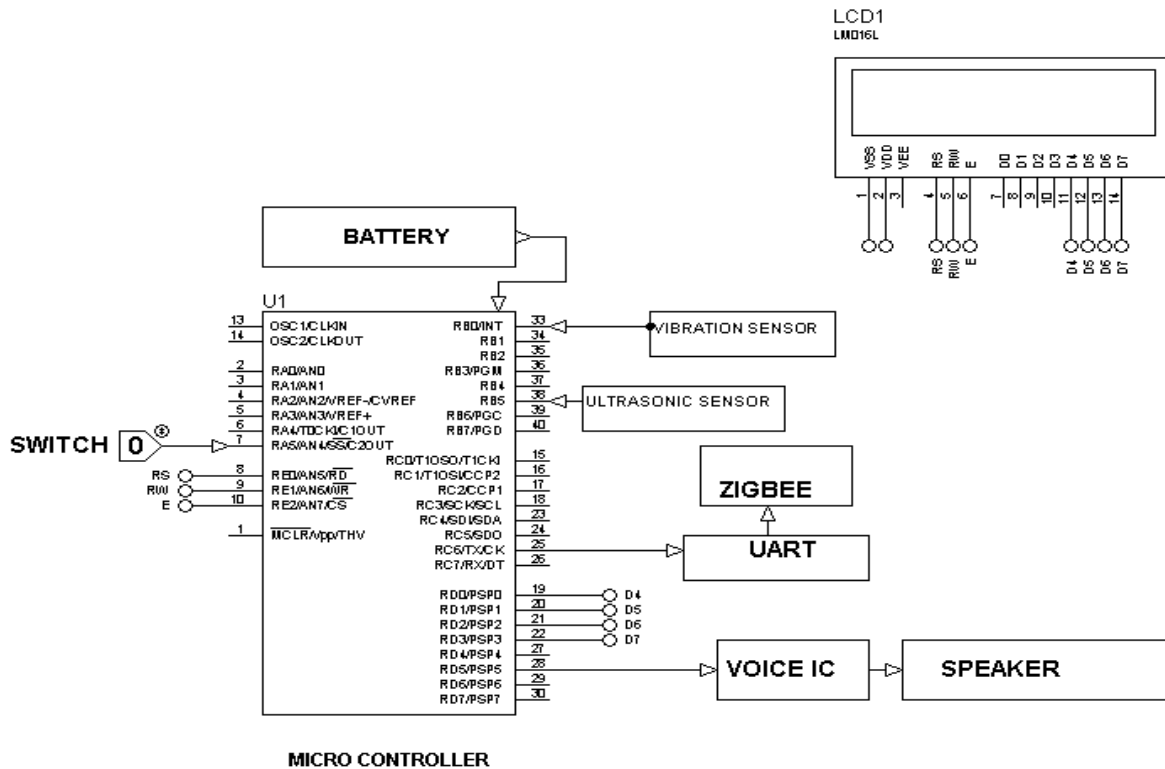 LCD1
LM016L
VSS
VDD
VEE
RS
RW
E
D0
D1
D2
D3
D4
D5
D6
D7
1
2
3
4
5
6
7
8
9
10
11
12
13
14
RS
RW
E
D4
D5
D6
D7
BATTERY
U1
13 OSC1/CLKIN
14 OSC2/CLKOUT
2 RA0/AN0
3 RA1/AN1
4 RA2/AN2/VREF-/CVREF
5 RA3/AN3/VREF+
6 RA4/T0CKI/C1OUT
7 RA5/AN4/SS/C2OUT
SWITCH 0
RS 8 RE0/AN5/RD
RW 9 RE1/AN6/WR
E 10 RE2/AN7/CS
1 MCLR/Vpp/THV
RB0/INT 33
RB1 34
RB2 35
RB3/PGM 36
RB4 37
RB5 38
RB6/PGC 39
RB7/PGD 40
VIBRATION SENSOR
ULTRASONIC SENSOR
RC0/T1OSO/T1CKI 15
RC1/T1OSI/CCP2 16
RC2/CCP1 17
RC3/SCK/SCL 18
RC4/SDI/SDA 23
RC5/SDO 24
RC6/TX/CK 25
RC7/RX/DT 26
ZIGBEE
UART
RD0/PSP0 19 D4
RD1/PSP1 20 D5
RD2/PSP2 21 D6
RD3/PSP3 22 D7
RD4/PSP4 27
RD5/PSP5 28
RD6/PSP6 29
RD7/PSP7 30
VOICE IC
SPEAKER
MICRO CONTROLLER